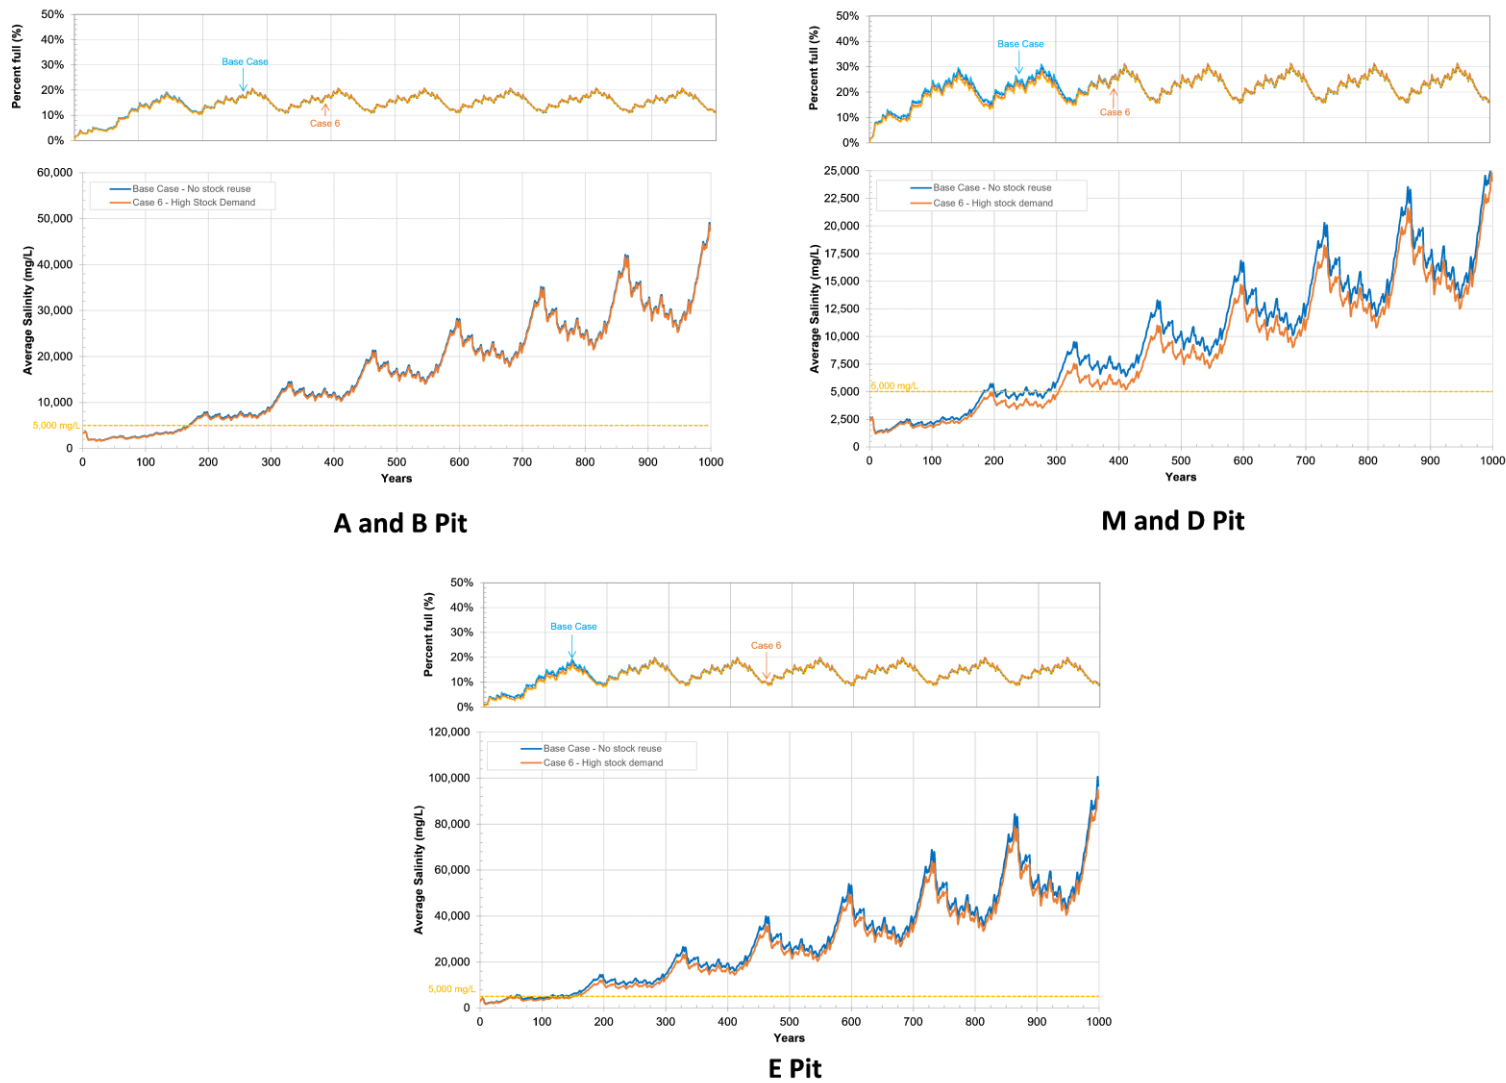 Percent full (%)
50%
40%
30%
20%
10%
0%
Base Case
Case 6
Average Salinity (mg/L)
60,000
50,000
40,000
30,000
20,000
10,000
0
Base Case - No stock reuse
Case 6 - High Stock Demand
5,000 mg/L
0 100 200 300 400 500 600 700 800 900 1000
Years
A and B Pit
Percent full (%)
50%
40%
30%
20%
10%
0%
Base Case
Case 6
Average Salinity (mg/L)
25,000
22,500
20,000
17,500
15,000
12,500
10,000
7,500
5,000
2,500
0
Base Case - No stock reuse
Case 6 - High stock demand
5,000 mg/L
0 100 200 300 400 500 600 700 800 900 1000
Years
M and D Pit
Percent full (%)
50%
40%
30%
20%
10%
0%
Base Case
Case 6
Average Salinity (mg/L)
120,000
100,000
80,000
60,000
40,000
20,000
0
Base Case - No stock reuse
Case 6 - High stock demand
5,000 mg/L
0 100 200 300 400 500 600 700 800 900 1000
Years
E Pit